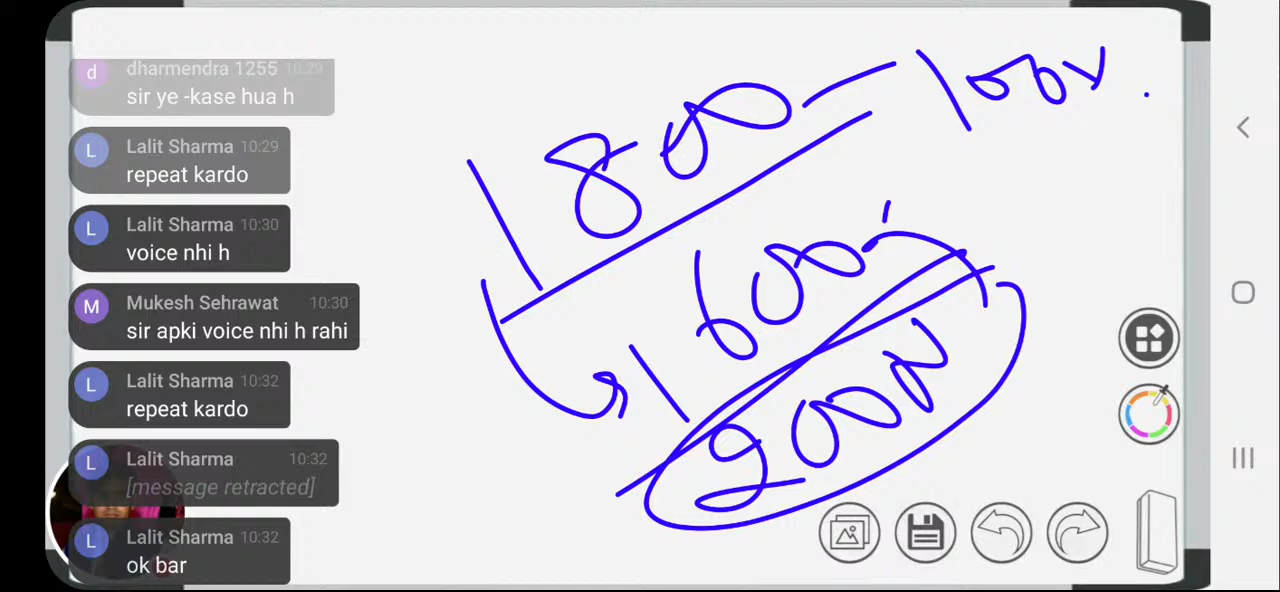 dharmendra 1255 10:29
sir ye -kase hua h
L
Lalit Sharma 10:29
repeat kardo
L
Lalit Sharma 10:30
voice nhi h
M
Mukesh Sehrawat 10:30
sir apki voice nhi h rahi
L
Lalit Sharma 10:32
repeat kardo
L
Lalit Sharma 10:32
[message retracted]
L
Lalit Sharma 10:32
ok bar
d
1800 —
1600
200